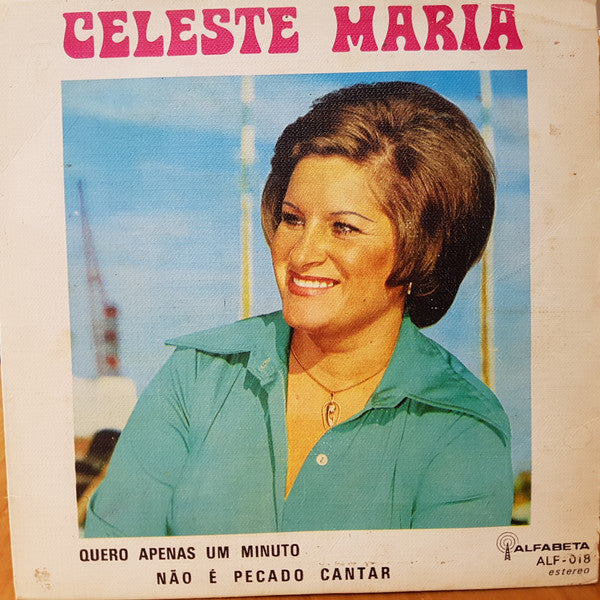 CELESTE MARIA
QUERO APENAS UM MINUTO
NÃO É PECADO CANTAR
ALFABETA
ALF-018
estereo